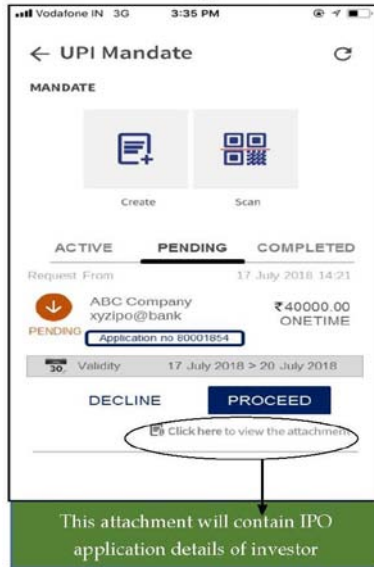 Vodafone IN 3G 3:35 PM
UPI Mandate
MANDATE
Create Scan
ACTIVE PENDING COMPLETED
Request From 17 July 2018 14:21
ABC Company ₹40000.00
xyzipo@bank ONETIME
PENDING Application no 80001854
30, Validity 17 July 2018 > 20 July 2018
DECLINE PROCEED
Click here to view the attachment
This attachment will contain IPO
application details of investor